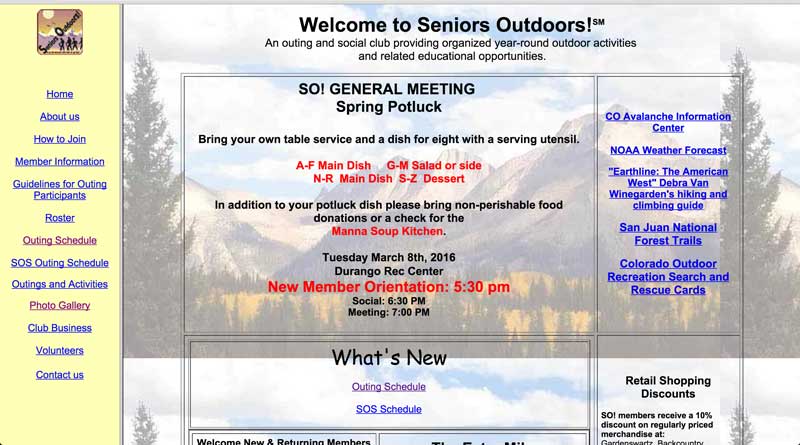 Seniors Outdoors!
Home
About us
How to Join
Member Information
Guidelines for Outing
Participants
Roster
Outing Schedule
SOS Outing Schedule
Outings and Activities
Photo Gallery
Club Business
Volunteers
Contact us
Welcome to Seniors Outdoors!℠
An outing and social club providing organized year-round outdoor activities
and related educational opportunities.
SO! GENERAL MEETING
Spring Potluck
Bring your own table service and a dish for eight with a serving utensil.
A-F Main Dish G-M Salad or side
N-R Main Dish S-Z Dessert
In addition to your potluck dish please bring non-perishable food
donations or a check for the
Manna Soup Kitchen.
Tuesday March 8th, 2016
Durango Rec Center
New Member Orientation: 5:30 pm
Social: 6:30 PM
Meeting: 7:00 PM
CO Avalanche Information
Center
NOAA Weather Forecast
"Earthline: The American
West" Debra Van
Winegarden's hiking and
climbing guide
San Juan National
Forest Trails
Colorado Outdoor
Recreation Search and
Rescue Cards
What's New
Outing Schedule
SOS Schedule
Welcome New & Returning Members
Retail Shopping
Discounts
SO! members receive a 10%
discount on regularly priced
merchandise at:
Gardenswartz, Backcountry